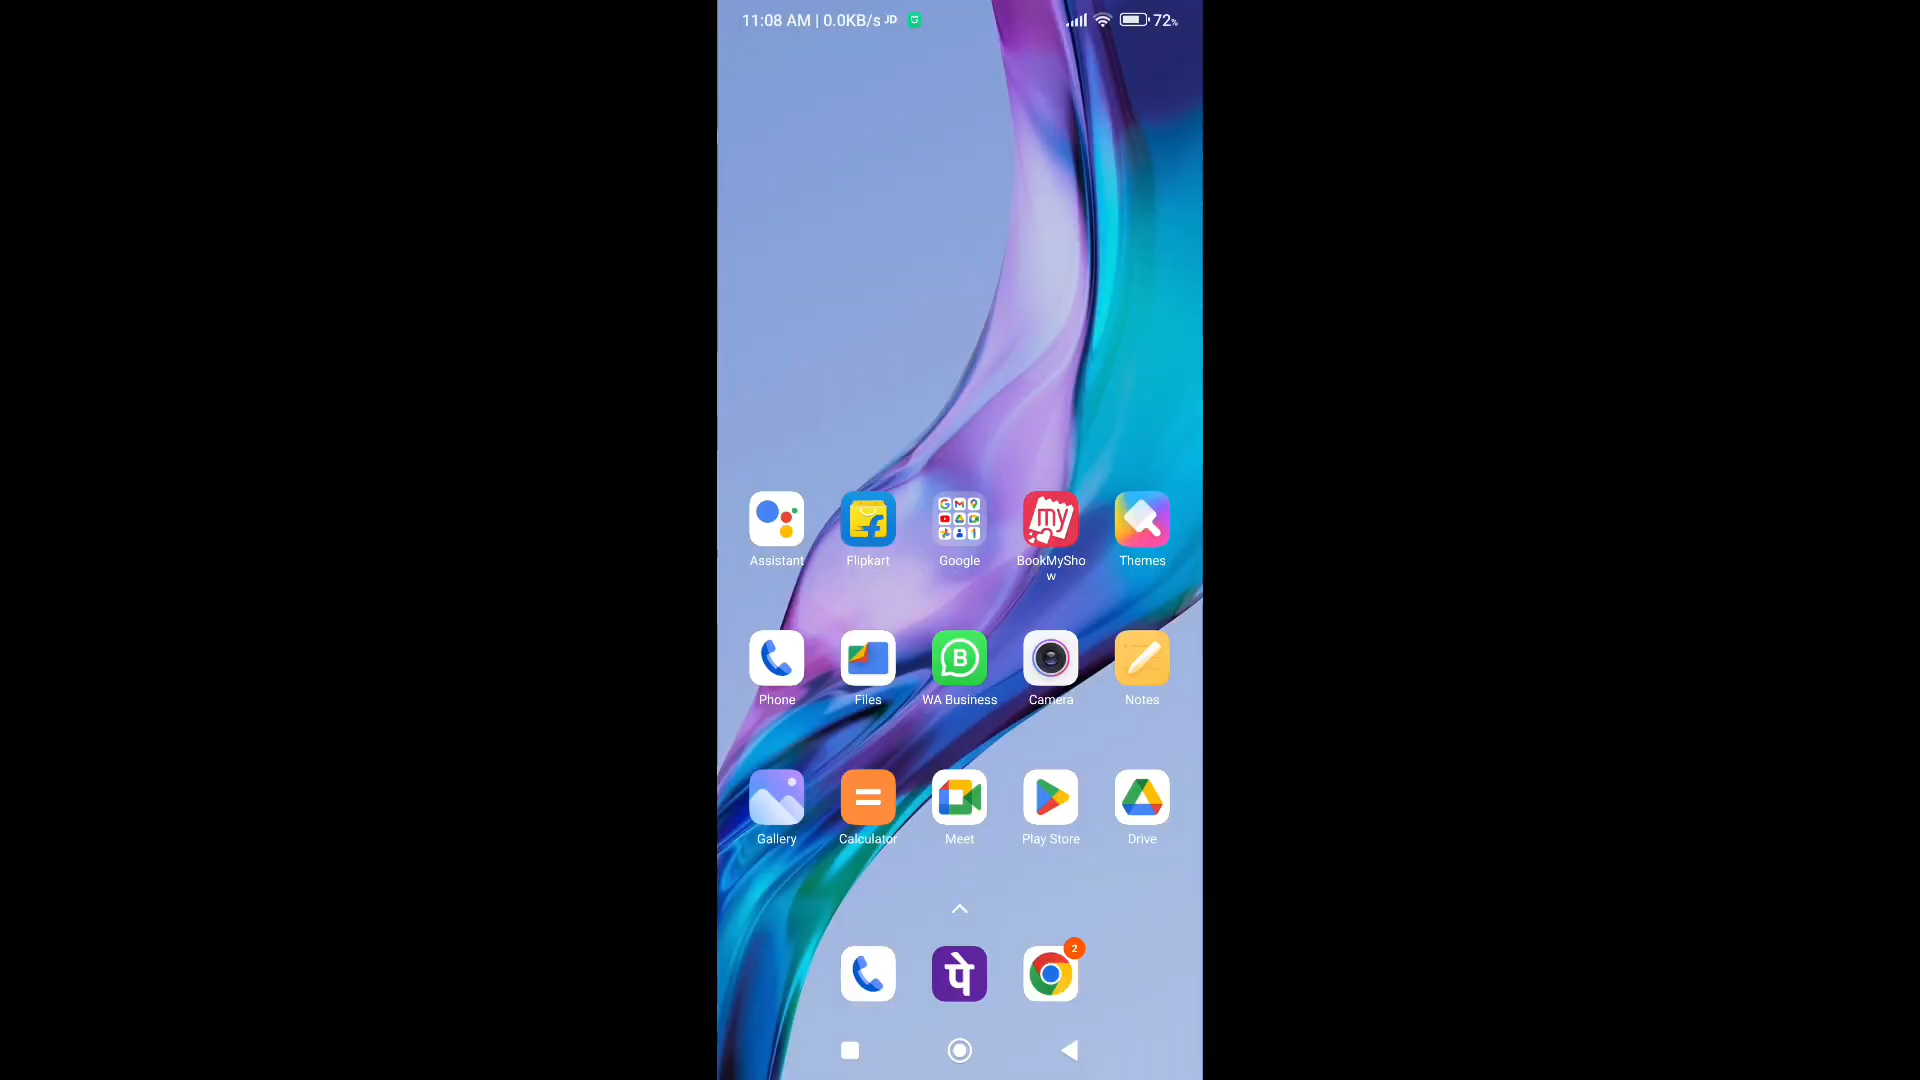 11:08 AM | 0.0KB/s JD 72%
my
Assistant Flipkart Google BookMySho Themes
w
B
Phone Files WA Business Camera Notes
Gallery Calculator Meet Play Store Drive
2
पे